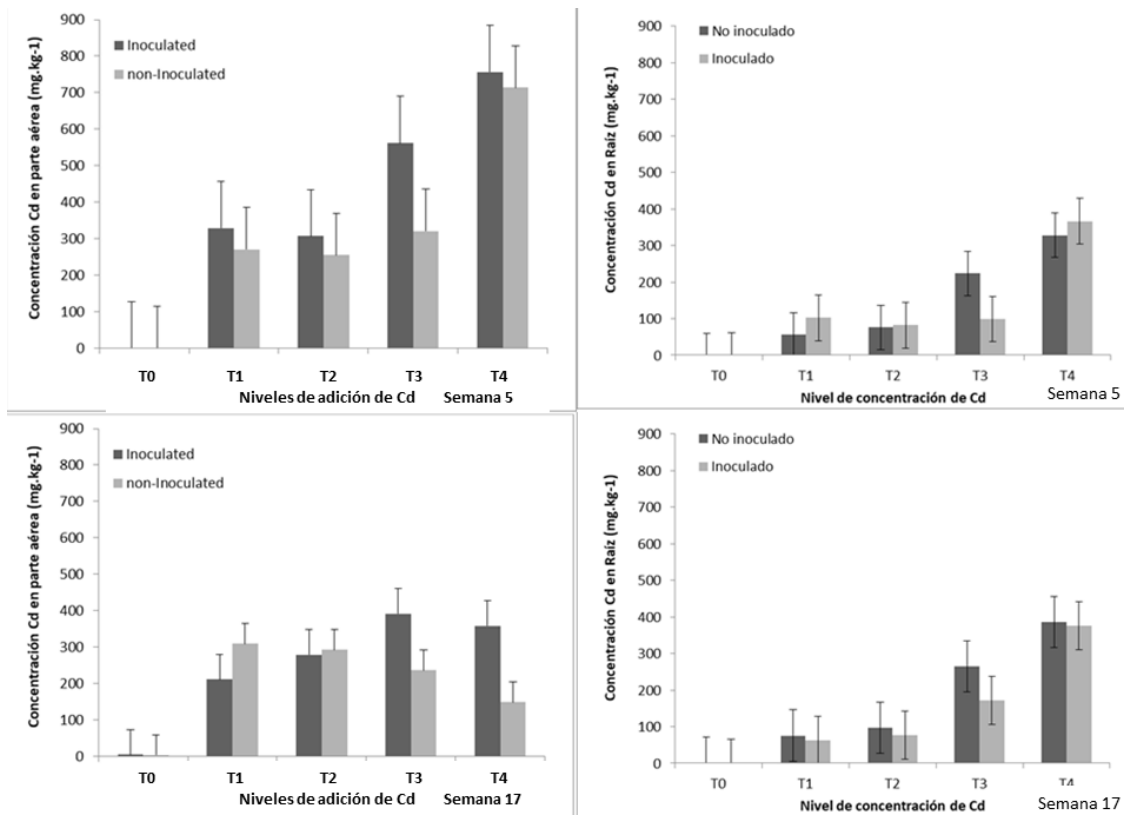 Concentración Cd en parte aérea (mg.kg-1)
900
800
700
600
500
400
300
200
100
0
Inoculated
non-Inoculated
T0 T1 T2 T3 T4
Niveles de adición de Cd Semana 5
Concentración Cd en Raíz (mg.kg-1)
900
800
700
600
500
400
300
200
100
0
No inoculado
Inoculado
T0 T1 T2 T3 T4
Nivel de concentración de Cd Semana 5
Concentración Cd en parte aérea (mg.kg-1)
900
800
700
600
500
400
300
200
100
0
Inoculated
non-Inoculated
T0 T1 T2 T3 T4
Niveles de adición de Cd Semana 17
Concentración Cd en Raíz (mg.kg-1)
900
800
700
600
500
400
300
200
100
0
No inoculado
Inoculado
T0 T1 T2 T3 T4
Nivel de concentración de Cd Semana 17